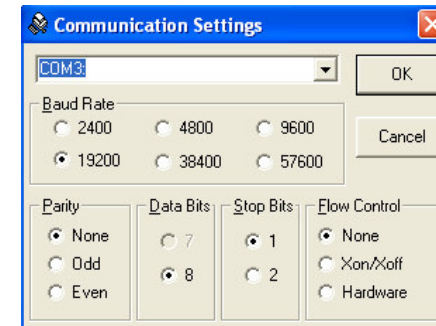 Communication Settings
COM3:
OK
Baud Rate
2400 4800 9600
Cancel
19200 38400 57600
Parity Data Bits Stop Bits Flow Control
None 7 1 None
Odd 8 2 Xon/Xoff
Even Hardware